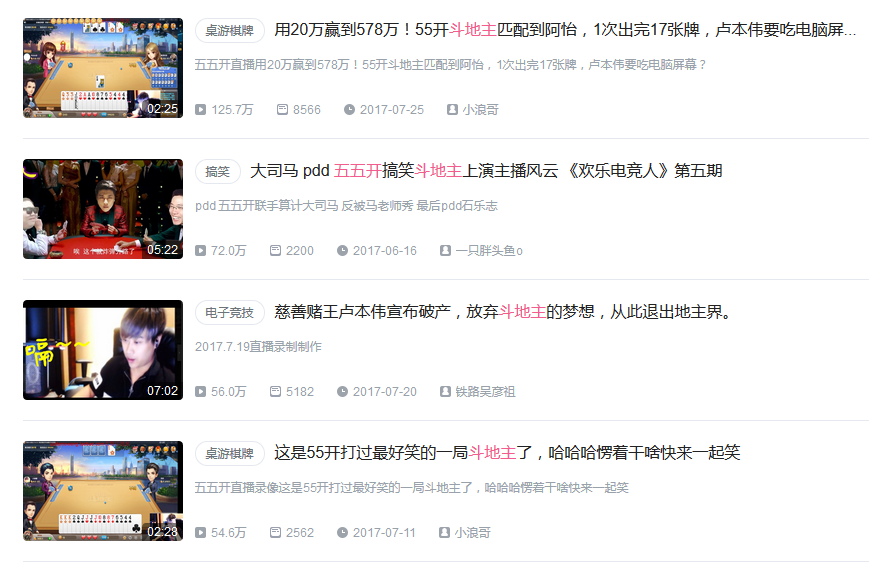 桌游棋牌 用20万赢到578万！55开斗地主匹配到阿怡，1次出完17张牌，卢本伟要吃电脑屏...
五五开直播用20万赢到578万！55开斗地主匹配到阿怡，1次出完17张牌，卢本伟要吃电脑屏幕？
02:25
125.7万 8566 2017-07-25 小浪哥
搞笑 大司马 pdd 五五开搞笑斗地主上演主播风云 《欢乐电竞人》第五期
pdd 五五开联手算计大司马 反被马老师秀 最后pdd石乐志
05:22
72.0万 2200 2017-06-16 一只胖头鱼o
电子竞技 慈善赌王卢本伟宣布破产，放弃斗地主的梦想，从此退出地主界。
2017.7.19直播录制制作
嗝～～
07:02
56.0万 5182 2017-07-20 铁路吴彦祖
桌游棋牌 这是55开打过最好笑的一局斗地主了，哈哈哈愣着干啥快来一起笑
五五开直播录像这是55开打过最好笑的一局斗地主了，哈哈哈愣着干啥快来一起笑
02:28
54.6万 2562 2017-07-11 小浪哥